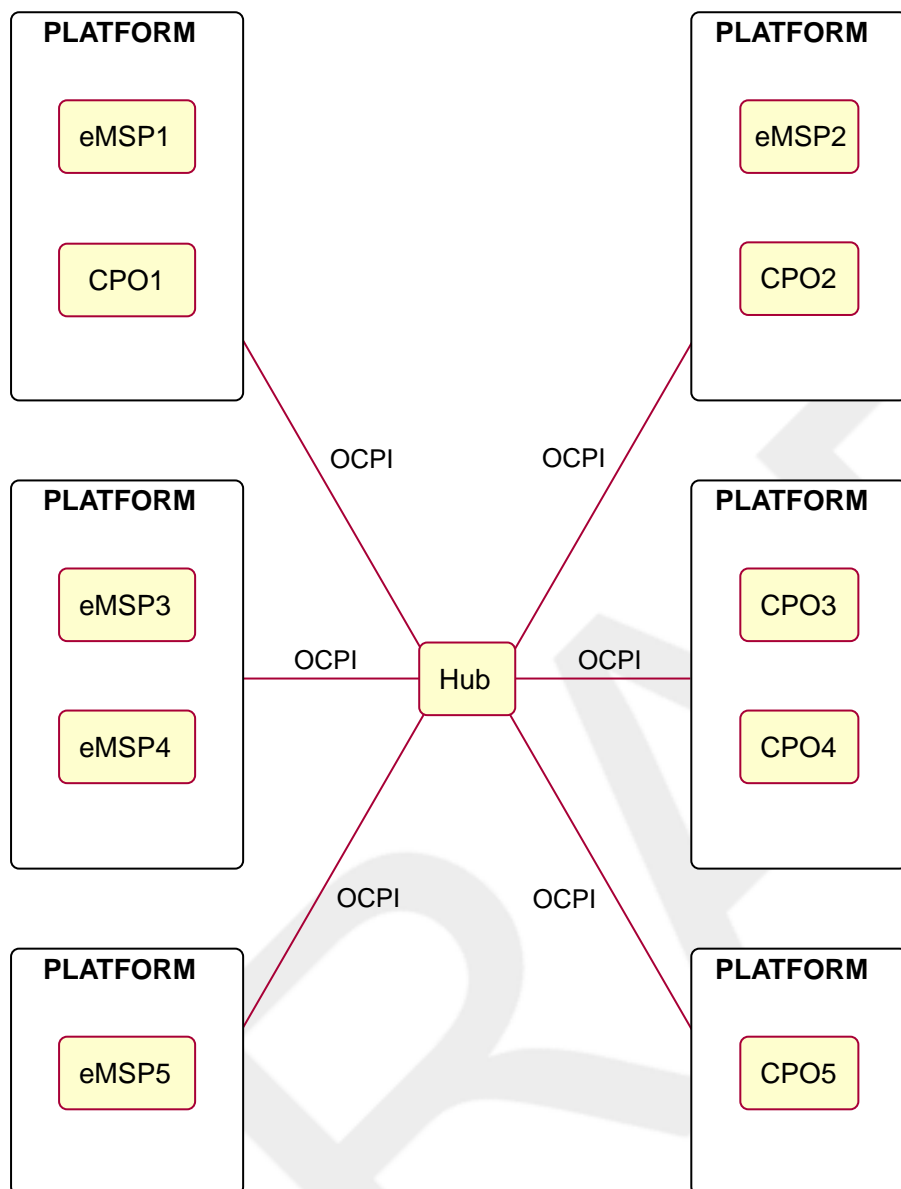 PLATFORM
PLATFORM
eMSP1
eMSP2
CPO1
CPO2
OCPI
OCPI
PLATFORM
PLATFORM
eMSP3
CPO3
OCPI
Hub
OCPI
eMSP4
CPO4
OCPI
OCPI
PLATFORM
PLATFORM
eMSP5
CPO5